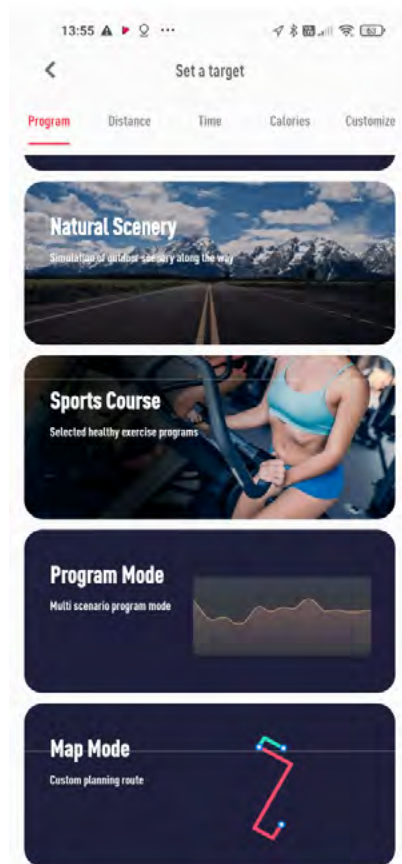 13:55
63
Set a target
Program Distance Time Calories Customize
Natural Scenery
Simulation of outdoor scenery along the way
Sports Course
Selected healthy exercise programs
Program Mode
Multi scenario program mode
Map Mode
Custom planning route